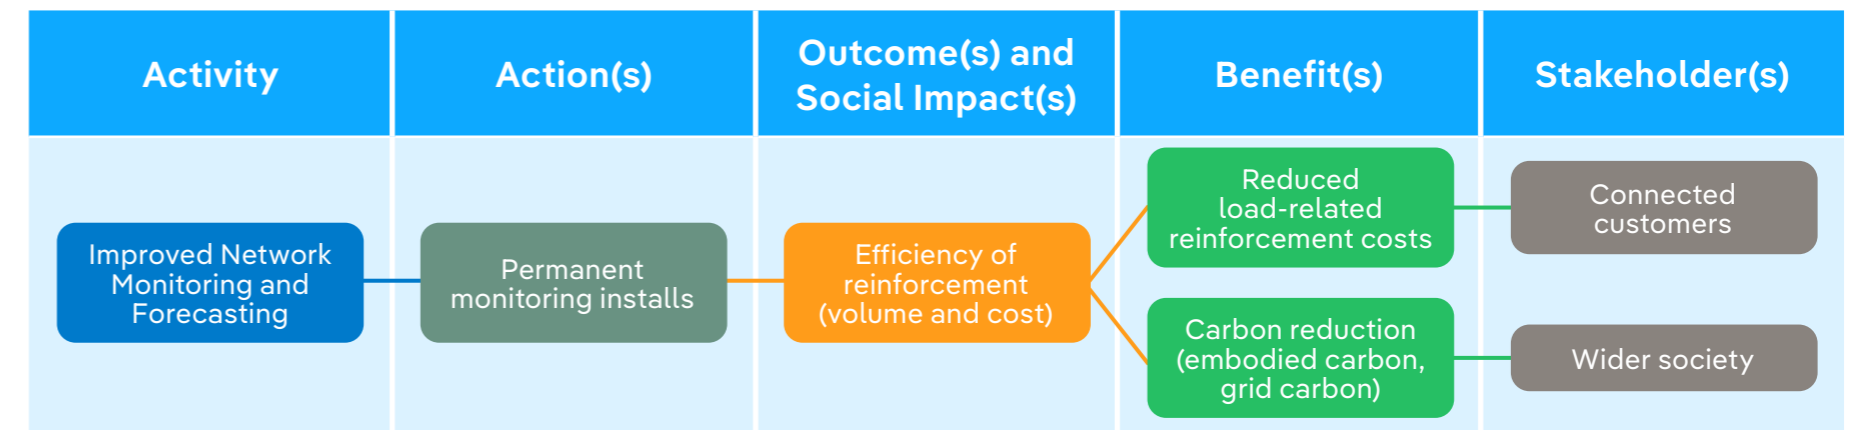 Activity
Action(s)
Outcome(s) and
Social Impact(s)
Benefit(s)
Stakeholder(s)
Improved Network
Monitoring and
Forecasting
Permanent
monitoring installs
Efficiency of
reinforcement
(volume and cost)
Reduced
load-related
reinforcement costs
Connected
customers
Carbon reduction
(embodied carbon,
grid carbon)
Wider society